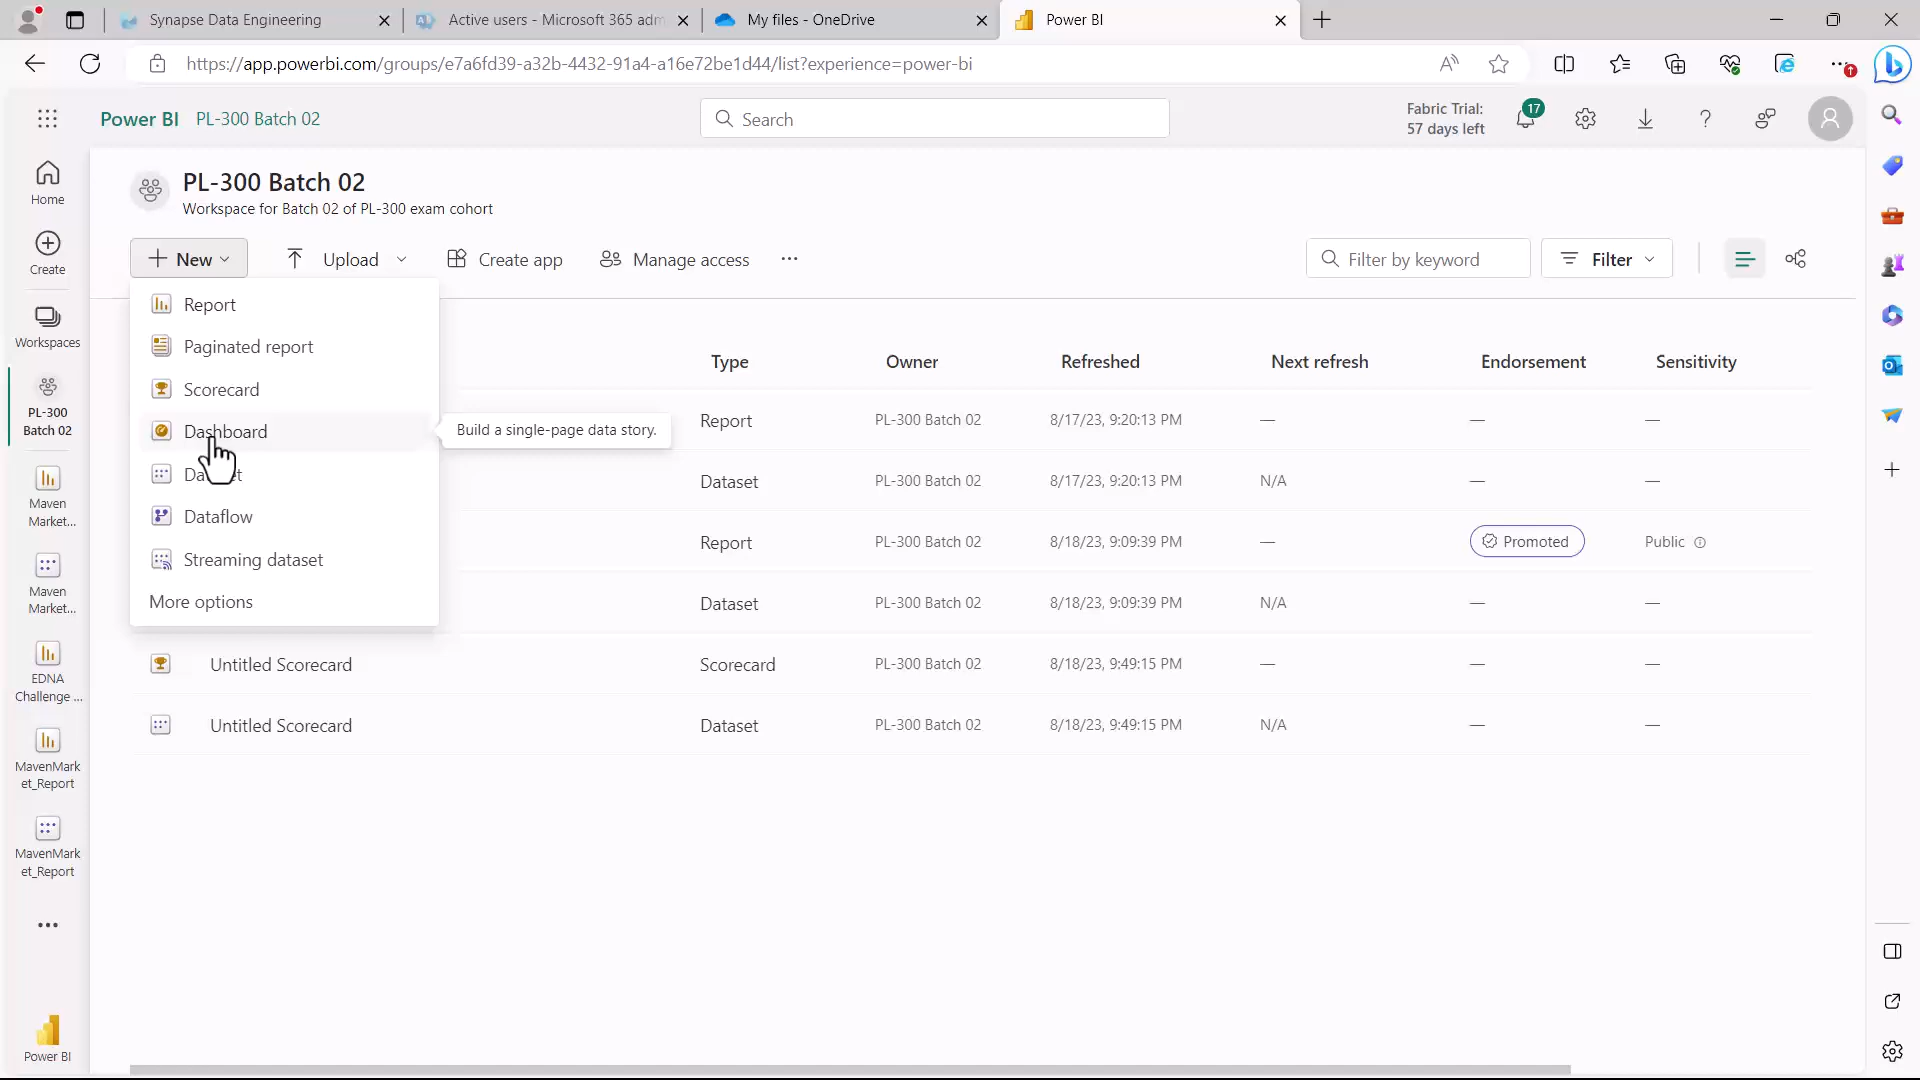 Synapse Data Engineering
Active users - Microsoft 365 adm
My files - OneDrive
Power BI
https://app.powerbi.com/groups/e7a6fd39-a32b-4432-91a4-a16e72be1d44/list?experience=power-bi
Power BI PL-300 Batch 02
Search
Fabric Trial:
57 days left
17
Home
Create
Workspaces
PL-300
Batch 02
Maven
Market...
Maven
Market...
EDNA
Challenge ...
MavenMark
et_Report
MavenMark
et_Report
Power BI
PL-300 Batch 02
Workspace for Batch 02 of PL-300 exam cohort
New
Upload
Create app
Manage access
Filter by keyword
Filter
Report
Paginated report
Scorecard
Dashboard
Build a single-page data story.
Dataflow
Streaming dataset
More options
Type Owner Refreshed Next refresh Endorsement Sensitivity
Report PL-300 Batch 02 8/17/23, 9:20:13 PM — — —
Dataset PL-300 Batch 02 8/17/23, 9:20:13 PM N/A — —
Report PL-300 Batch 02 8/18/23, 9:09:39 PM — Promoted Public
Dataset PL-300 Batch 02 8/18/23, 9:09:39 PM N/A — —
Untitled Scorecard Scorecard PL-300 Batch 02 8/18/23, 9:49:15 PM — — —
Untitled Scorecard Dataset PL-300 Batch 02 8/18/23, 9:49:15 PM N/A — —